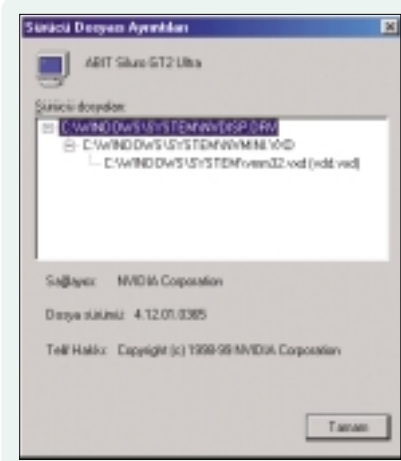 Sürücü Dosyası Ayrıntıları
ABIT Siluro GT2 Ultra
Sürücü dosyaları:
C:\WINDOWS\SYSTEM\NVDISP.DRV
C:\WINDOWS\SYSTEM\NVMINI.VXD
C:\WINDOWS\SYSTEM\vmm32.vxd (vdd.vxd)
Sağlayıcı: NVIDIA Corporation
Dosya sürümü: 4.12.01.0365
Telif Hakkı: Copyright (c) 1998-99 NVIDIA Corporation
Tamam